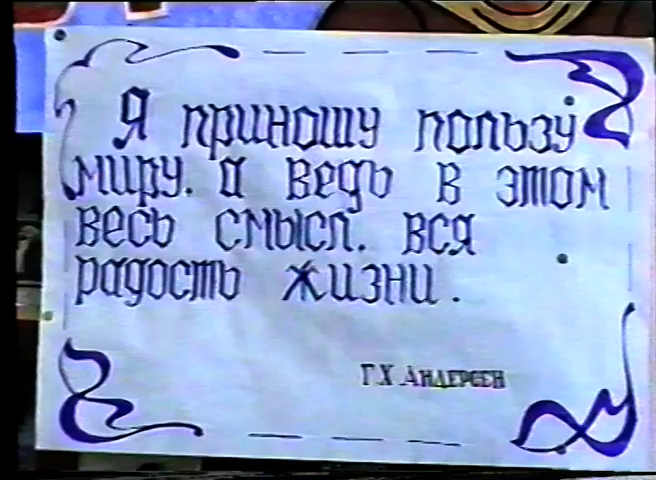 Я приношу пользу
миру. а ведь в этом
весь смысл. вся
радость жизни.
Г.Х.АНДЕРСЕН